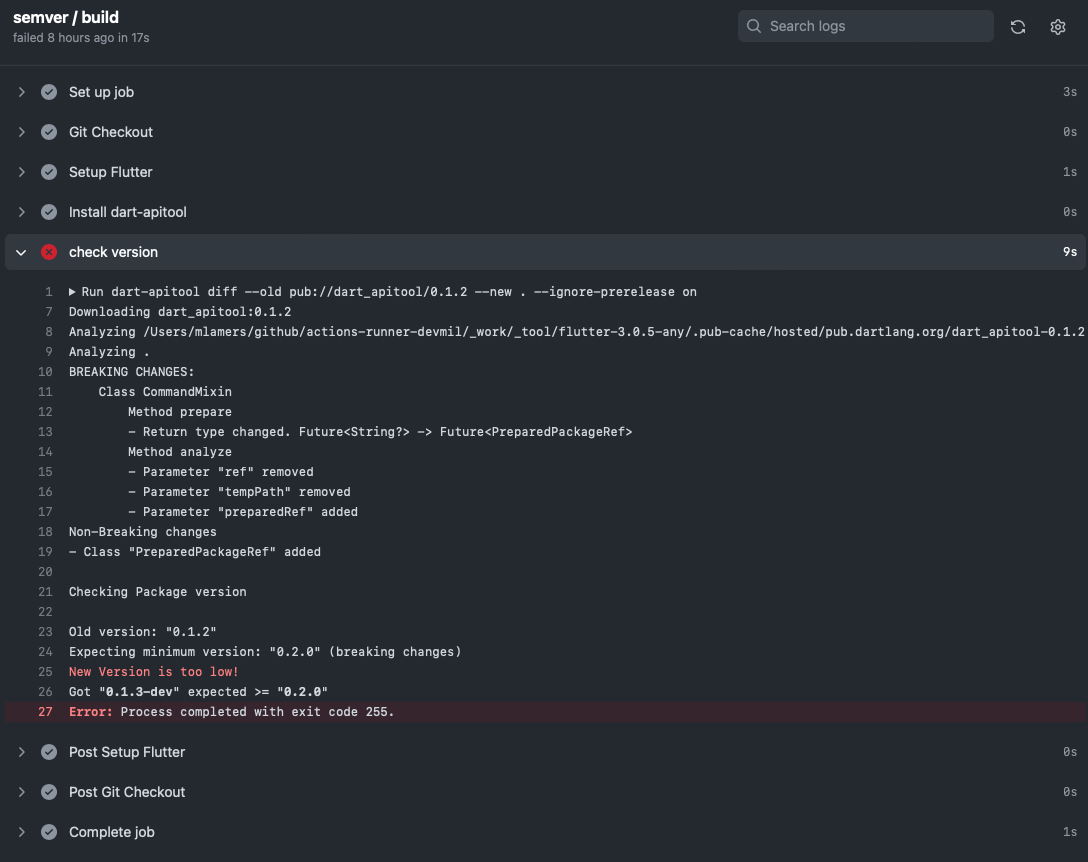 semver / build
failed 8 hours ago in 17s
Search logs
Set up job 3s
Git Checkout 0s
Setup Flutter 1s
Install dart-apitool 0s
check version 9s
1 ▶ Run dart-apitool diff --old pub://dart_apitool/0.1.2 --new . --ignore-prerelease on
7 Downloading dart_apitool:0.1.2
8 Analyzing /Users/mlamers/github/actions-runner-devmil/_work/_tool/flutter-3.0.5-any/.pub-cache/hosted/pub.dartlang.org/dart_apitool-0.1.2
9 Analyzing .
10 BREAKING CHANGES:
11 Class CommandMixin
12 Method prepare
13 - Return type changed. Future<String?> -> Future<PreparedPackageRef>
14 Method analyze
15 - Parameter "ref" removed
16 - Parameter "tempPath" removed
17 - Parameter "preparedRef" added
18 Non-Breaking changes
19 - Class "PreparedPackageRef" added
20
21 Checking Package version
22
23 Old version: "0.1.2"
24 Expecting minimum version: "0.2.0" (breaking changes)
25 New Version is too low!
26 Got "0.1.3-dev" expected >= "0.2.0"
27 Error: Process completed with exit code 255.
Post Setup Flutter 0s
Post Git Checkout 0s
Complete job 1s